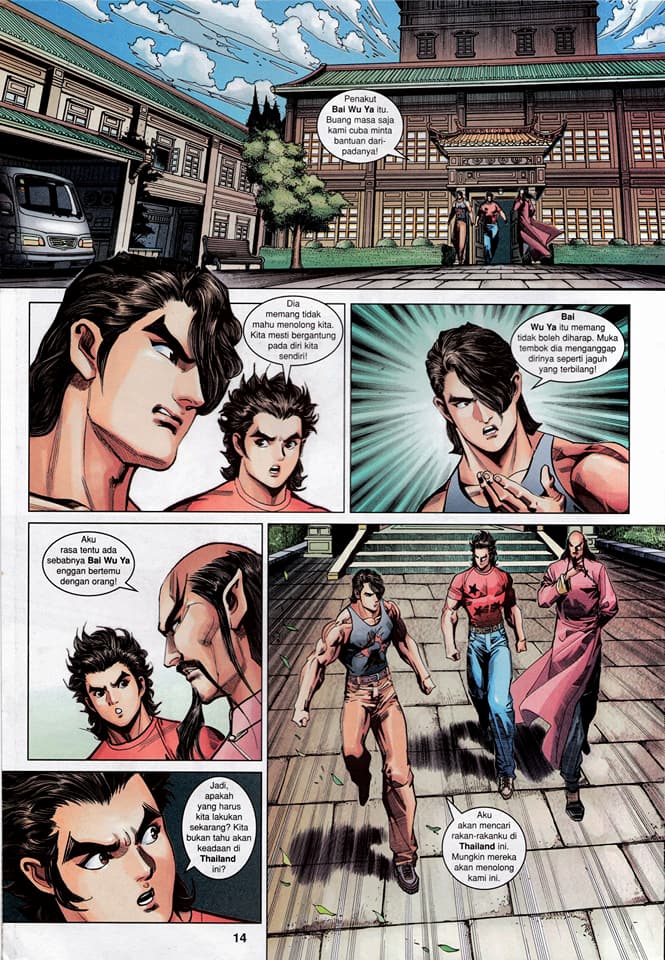 Penakut
Bai Wu Ya itu.
Buang masa saja
kami cuba minta
bantuan dari-
padanya!
Dia
memang tidak
mahu menolong kita.
Kita mesti bergantung
pada diri kita
sendiri!
Bai
Wu Ya itu memang
tidak boleh diharap. Muka
tembok dia menganggap
dirinya seperti jaguh
yang terbilang!
Aku
rasa tentu ada
sebabnya Bai Wu Ya
enggan bertemu
dengan orang!
Jadi,
apakah
yang harus
kita lakukan
sekarang? Kita
bukan tahu akan
keadaan di
Thailand
ini?
Aku
akan mencari
rakan-rakanku di
Thailand ini.
Mungkin mereka
akan menolong
kami ini.
14